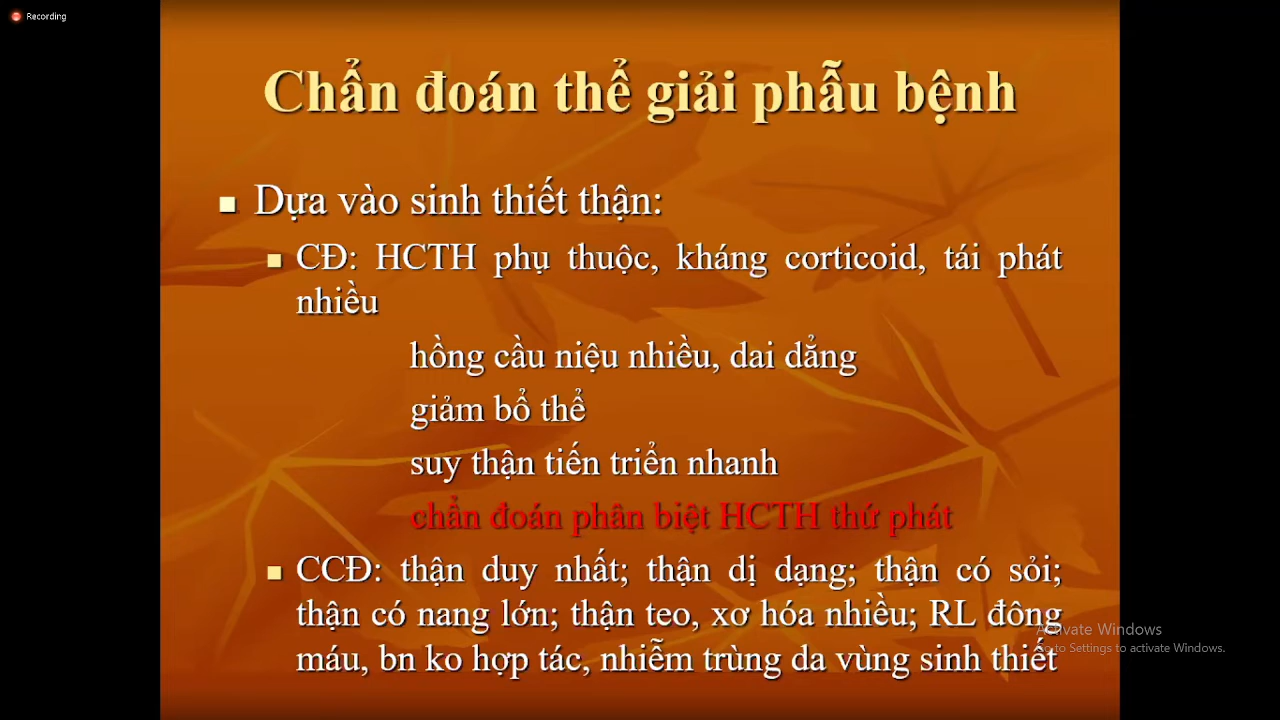 Recording
Chẩn đoán thể giải phẫu bệnh
Dựa vào sinh thiết thận:
CĐ: HCTH phụ thuộc, kháng corticoid, tái phát
nhiều
hồng cầu niệu nhiều, dai dẳng
giảm bổ thể
suy thận tiến triển nhanh
chẩn đoán phân biệt HCTH thứ phát
CCĐ: thận duy nhất; thận dị dạng; thận có sỏi;
thận có nang lớn; thận teo, xơ hóa nhiều; RL đông
máu, bn ko hợp tác, nhiễm trùng da vùng sinh thiết
Activate Windows
Go to Settings to activate Windows.